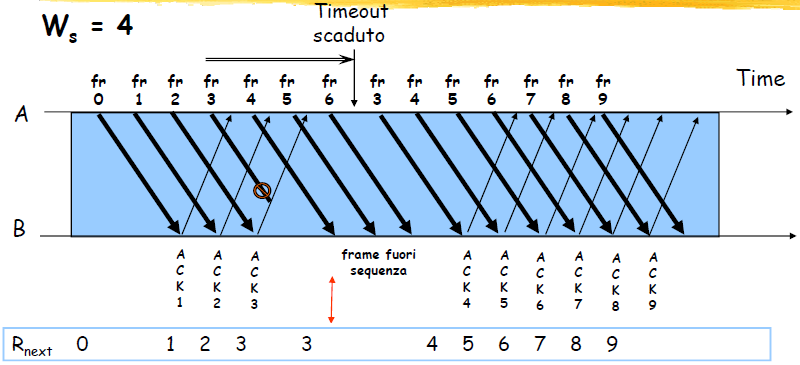 Ws = 4
Timeout
scaduto
fr fr fr fr fr fr fr fr fr fr fr fr fr fr
0 1 2 3 4 5 6 3 4 5 6 7 8 9
Time
A
B
ACK1 ACK2 ACK3
frame fuori
sequenza
ACK4 ACK5 ACK6 ACK7 ACK8 ACK9
Rnext 0 1 2 3 3 4 5 6 7 8 9